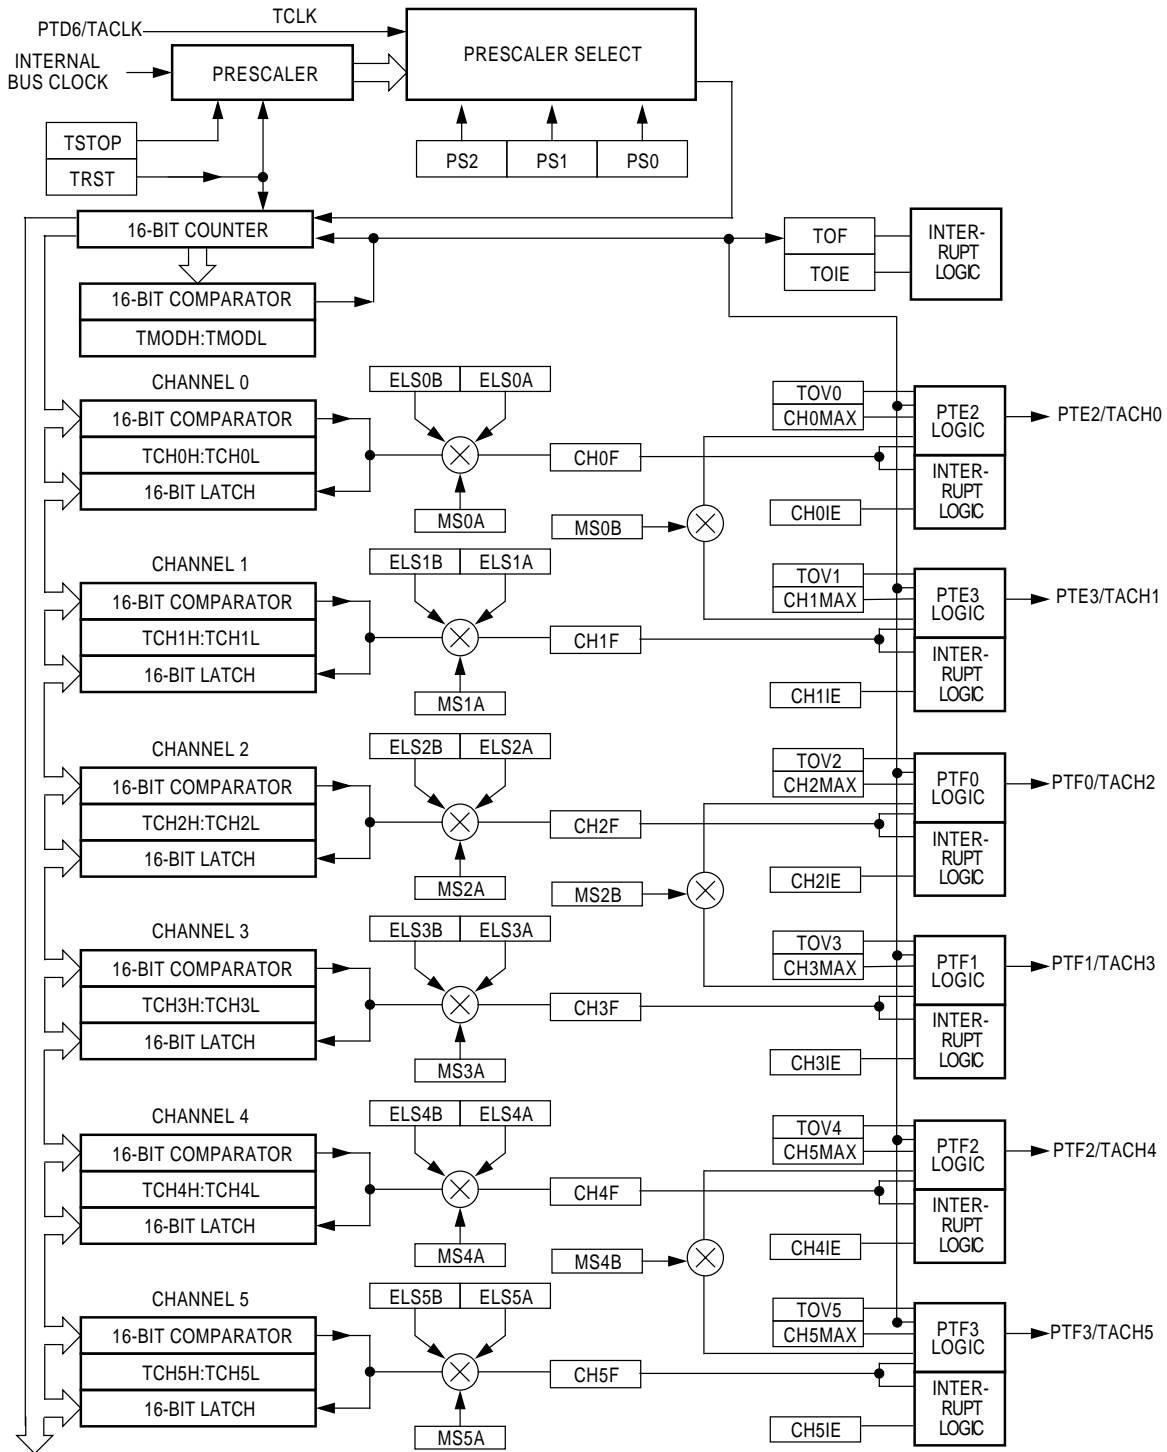 TCLK
PTD6/TACLK
PRESCALER SELECT
INTERNAL
BUS CLOCK
PRESCALER
TSTOP
TRST
PS2
PS1
PS0
16-BIT COUNTER
TOF
TOIE
INTER-
RUPT
LOGIC
16-BIT COMPARATOR
TMODH:TMODL
CHANNEL 0
16-BIT COMPARATOR
TCH0H:TCH0L
16-BIT LATCH
ELS0B
ELS0A
MS0A
CH0F
MS0B
TOV0
CH0MAX
CH0IE
PTE2
LOGIC
INTER-
RUPT
LOGIC
PTE2/TACH0
CHANNEL 1
16-BIT COMPARATOR
TCH1H:TCH1L
16-BIT LATCH
ELS1B
ELS1A
MS1A
CH1F
TOV1
CH1MAX
CH1IE
PTE3
LOGIC
INTER-
RUPT
LOGIC
PTE3/TACH1
CHANNEL 2
16-BIT COMPARATOR
TCH2H:TCH2L
16-BIT LATCH
ELS2B
ELS2A
MS2A
CH2F
MS2B
TOV2
CH2MAX
CH2IE
PTF0
LOGIC
INTER-
RUPT
LOGIC
PTF0/TACH2
CHANNEL 3
16-BIT COMPARATOR
TCH3H:TCH3L
16-BIT LATCH
ELS3B
ELS3A
MS3A
CH3F
TOV3
CH3MAX
CH3IE
PTF1
LOGIC
INTER-
RUPT
LOGIC
PTF1/TACH3
CHANNEL 4
16-BIT COMPARATOR
TCH4H:TCH4L
16-BIT LATCH
ELS4B
ELS4A
MS4A
CH4F
MS4B
TOV4
CH5MAX
CH4IE
PTF2
LOGIC
INTER-
RUPT
LOGIC
PTF2/TACH4
CHANNEL 5
16-BIT COMPARATOR
TCH5H:TCH5L
16-BIT LATCH
ELS5B
ELS5A
MS5A
CH5F
TOV5
CH5MAX
CH5IE
PTF3
LOGIC
INTER-
RUPT
LOGIC
PTF3/TACH5